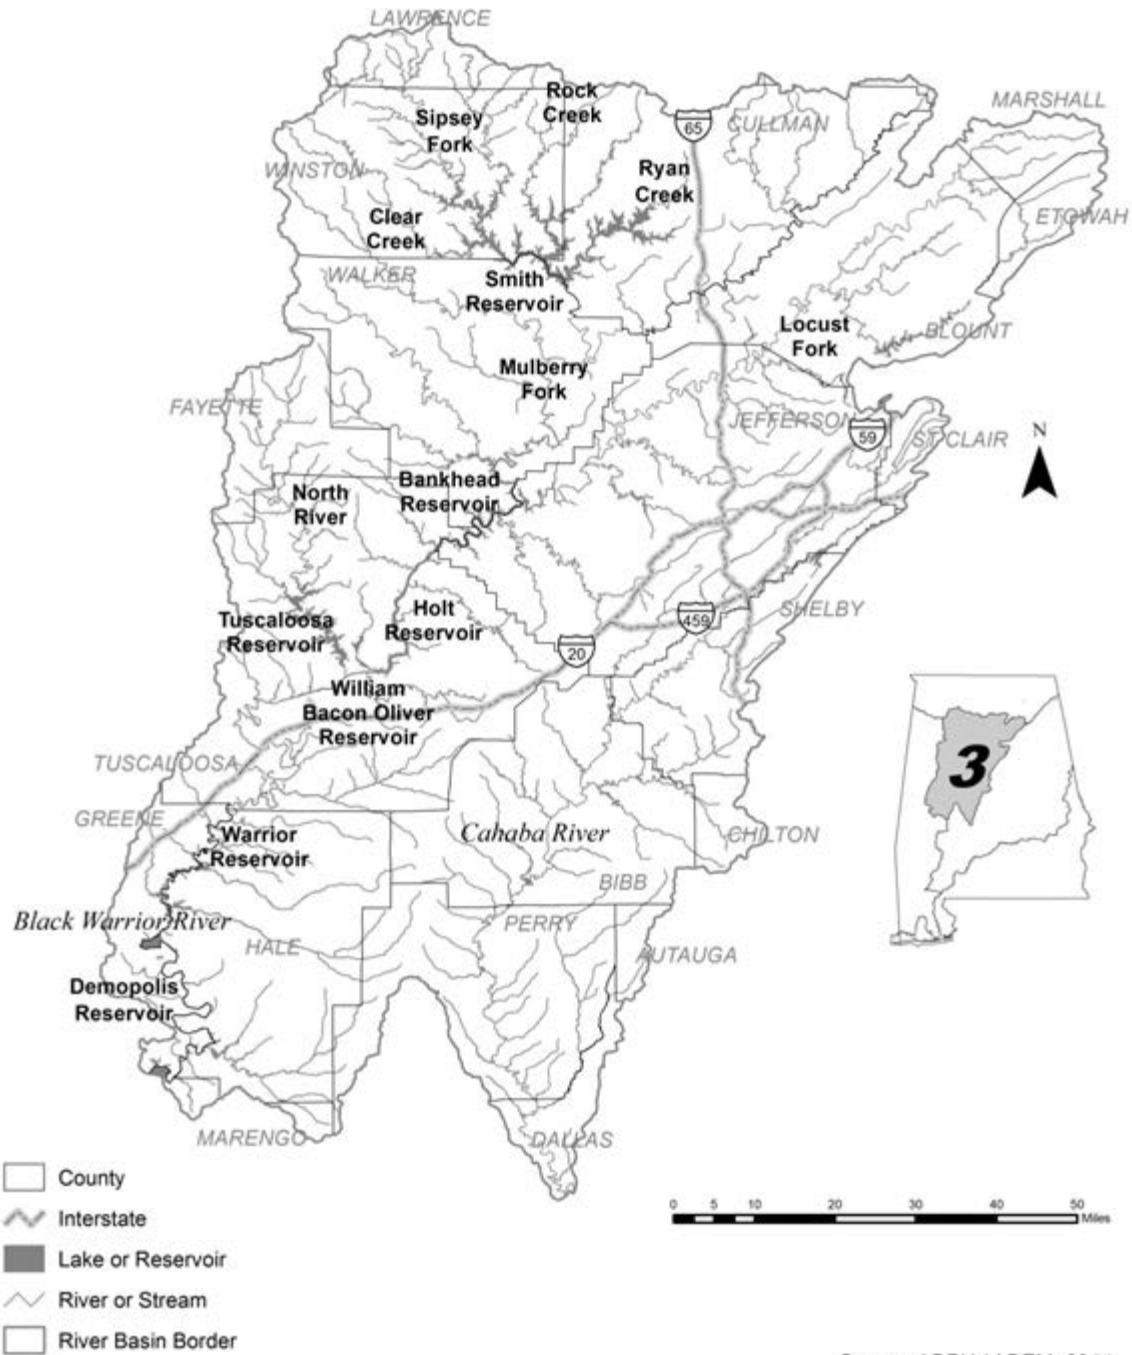 LAWRENCE
Rock
Creek
MARSHALL
Sipsey
Fork
65
CULLMAN
WINSTON
Ryan
Creek
Clear
Creek
ETOWAH
WALKER
Smith
Reservoir
Locust
Fork
BLOUNT
Mulberry
Fork
FAYETTE
JEFFERSON
59
ST CLAIR
N
North
River
Bankhead
Reservoir
Holt
Reservoir
SHELBY
Tuscaloosa
Reservoir
459
20
William
Bacon Oliver
Reservoir
TUSCALOOSA
3
GREENE
Warrior
Reservoir
Cahaba River
CHILTON
BIBB
Black Warrior River
PERRY
HALE
AUTAUGA
Demopolis
Reservoir
MARENGO
DALLAS
County
Interstate
Lake or Reservoir
River or Stream
River Basin Border
0 5 10 20 30 40 50
Miles